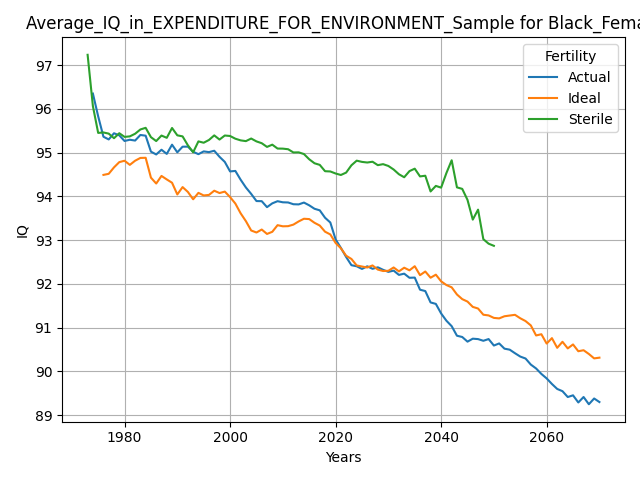 Average_IQ_in_EXPENDITURE_FOR_ENVIRONMENT_Sample for Black_Fema
Fertility
Actual
Ideal
Sterile
97
96
95
94
93
92
91
90
89
IQ
1980 2000 2020 2040 2060
Years